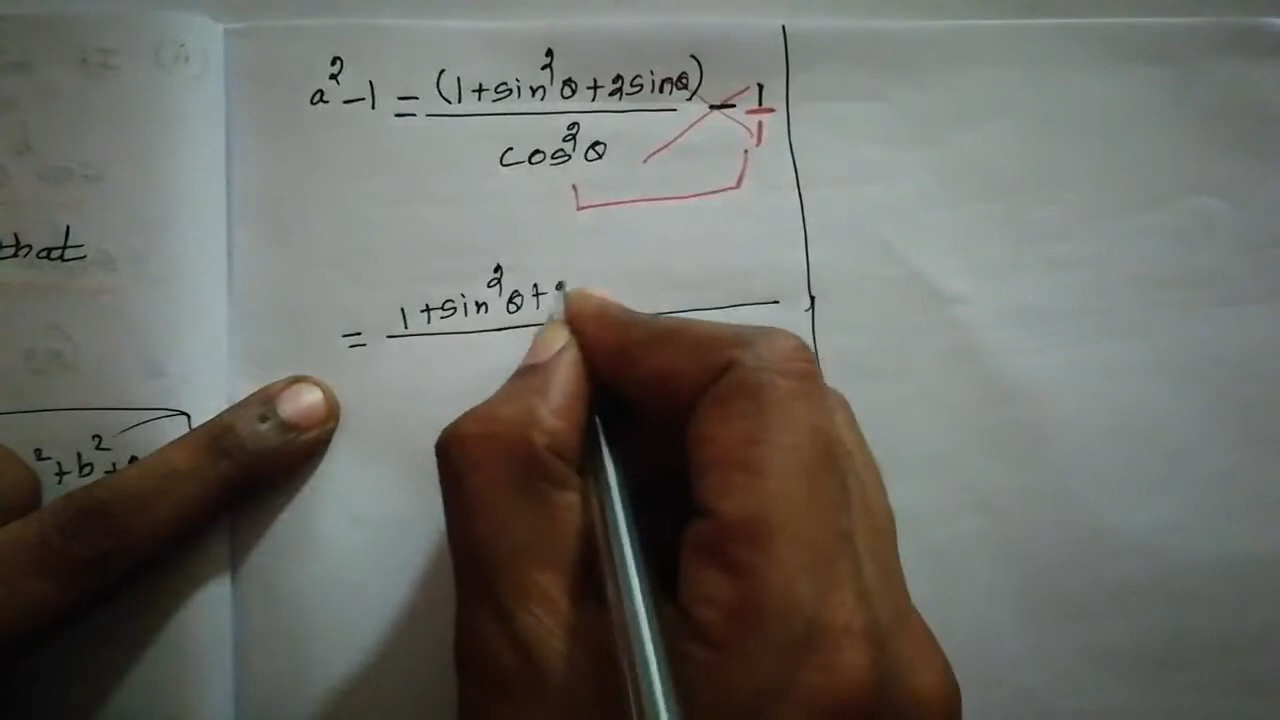 a² - 1 = (1 + sin²θ + 2sinθ) / cos²θ - 1/1
that
= 1 + sin²θ +
² + b² +